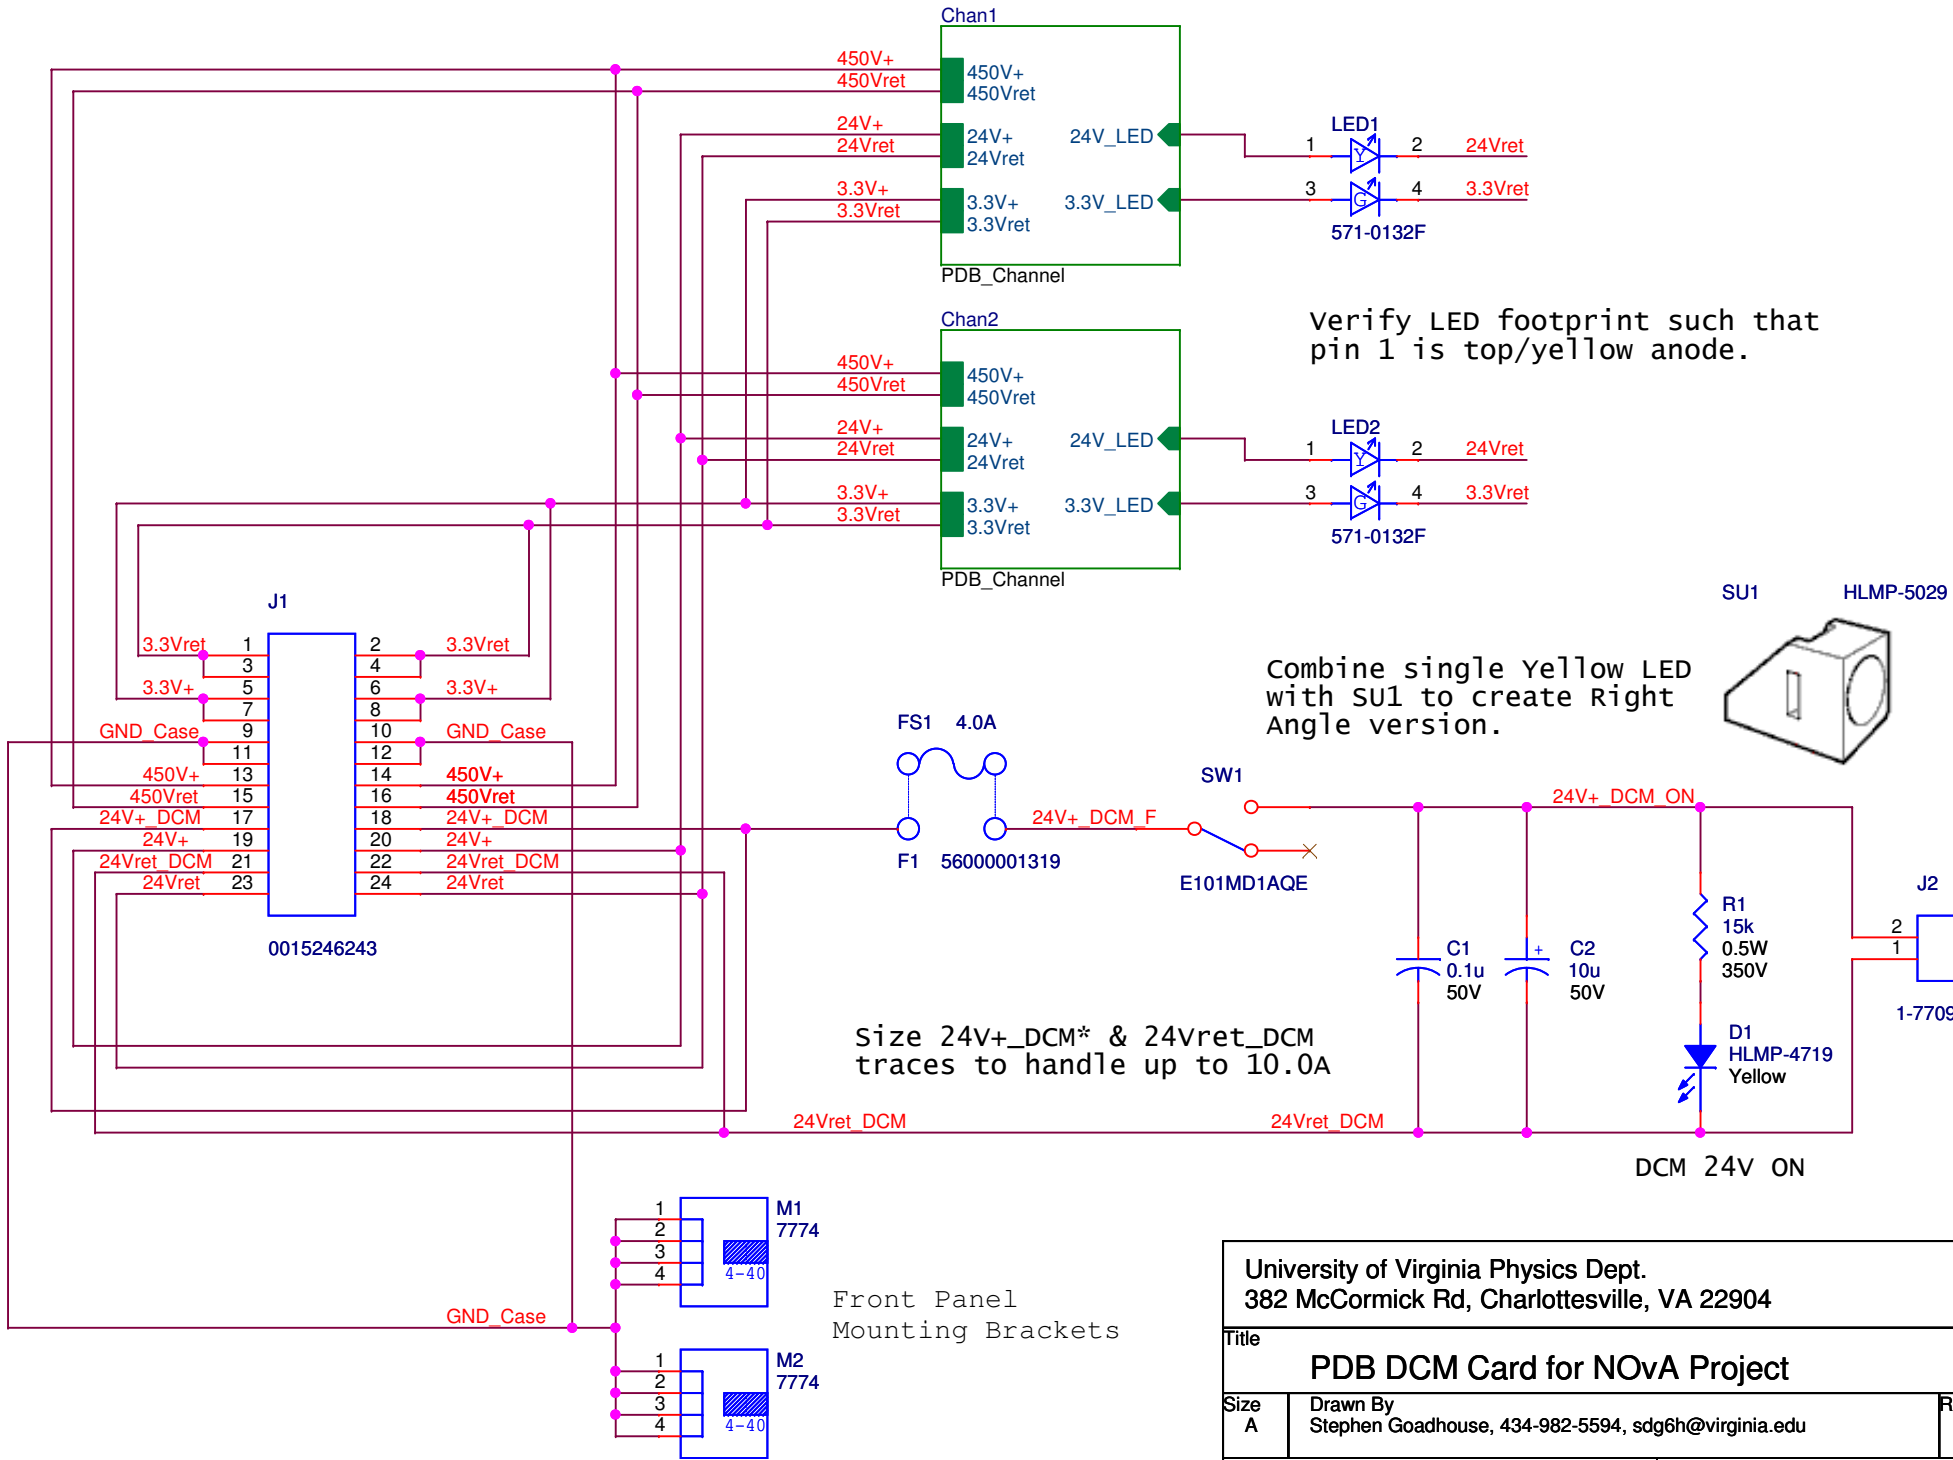 Chan1
450V+
450Vret
24V+
24Vret
3.3V+
3.3Vret
450V+
450Vret
24V+
24Vret
3.3V+
3.3Vret
24V_LED
3.3V_LED
PDB_Channel
LED1
1
Y
2
24Vret
3
G
4
3.3Vret
571-0132F
Verify LED footprint such that
pin 1 is top/yellow anode.
Chan2
450V+
450Vret
24V+
24Vret
3.3V+
3.3Vret
450V+
450Vret
24V+
24Vret
3.3V+
3.3Vret
24V_LED
3.3V_LED
PDB_Channel
LED2
1
Y
2
24Vret
3
G
4
3.3Vret
571-0132F
J1
3.3Vret 1
3
3.3V+ 5
7
GND_Case 9
11
450V+ 13
450Vret 15
24V+_DCM 17
24V+ 19
24Vret_DCM 21
24Vret 23
2 3.3Vret
4
6 3.3V+
8
10 GND_Case
12
14 450V+
16 450Vret
18 24V+_DCM
20 24V+
22 24Vret_DCM
24 24Vret
0015246243
SU1
HLMP-5029
Combine single Yellow LED
with SU1 to create Right
Angle version.
FS1 4.0A
F1 56000001319
24V+_DCM_F
SW1
E101MD1AQE
24V+_DCM_ON
C1
0.1u
50V
+
C2
10u
50V
R1
15k
0.5W
350V
D1
HLMP-4719
Yellow
J2
2
1
1-7709
Size 24V+_DCM* & 24Vret_DCM
traces to handle up to 10.0A
24Vret_DCM
24Vret_DCM
DCM 24V ON
GND_Case
1
2
3
4
M1
7774
4-40
Front Panel
Mounting Brackets
1
2
3
4
M2
7774
4-40
University of Virginia Physics Dept.
382 McCormick Rd, Charlottesville, VA 22904
Title
PDB DCM Card for NOvA Project
Size
A
Drawn By
Stephen Goadhouse, 434-982-5594, sdg6h@virginia.edu
R